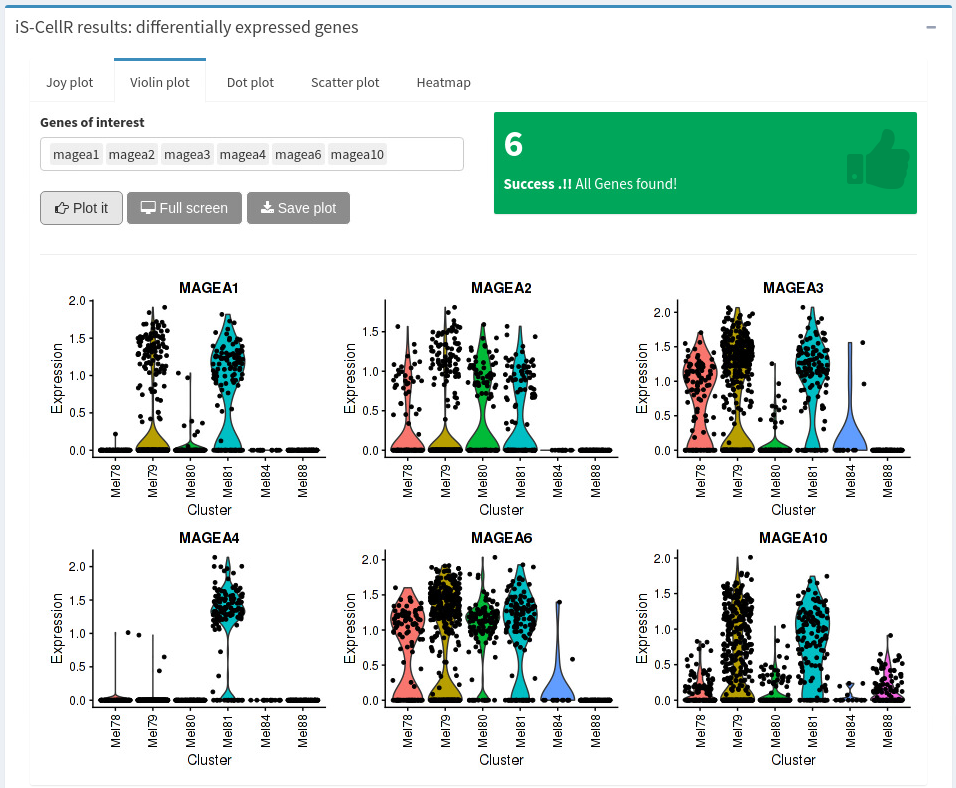 iS-CellR results: differentially expressed genes
Joy plot Violin plot Dot plot Scatter plot Heatmap
Genes of interest
magea1 magea2 magea3 magea4 magea6 magea10
6
Success .!! All Genes found!
Plot it Full screen Save plot
MAGEA1
Expression
2.0
1.5
1.0
0.5
0.0
Mel78 Mel79 Mel80 Mel81 Mel84 Mel88
Cluster
MAGEA2
Expression
1.5
1.0
0.5
0.0
Mel78 Mel79 Mel80 Mel81 Mel84 Mel88
Cluster
MAGEA3
Expression
2.0
1.5
1.0
0.5
0.0
Mel78 Mel79 Mel80 Mel81 Mel84 Mel88
Cluster
MAGEA4
Expression
2.0
1.5
1.0
0.5
0.0
Mel78 Mel79 Mel80 Mel81 Mel84 Mel88
Cluster
MAGEA6
Expression
2.0
1.5
1.0
0.5
0.0
Mel78 Mel79 Mel80 Mel81 Mel84 Mel88
Cluster
MAGEA10
Expression
2.0
1.5
1.0
0.5
0.0
Mel78 Mel79 Mel80 Mel81 Mel84 Mel88
Cluster